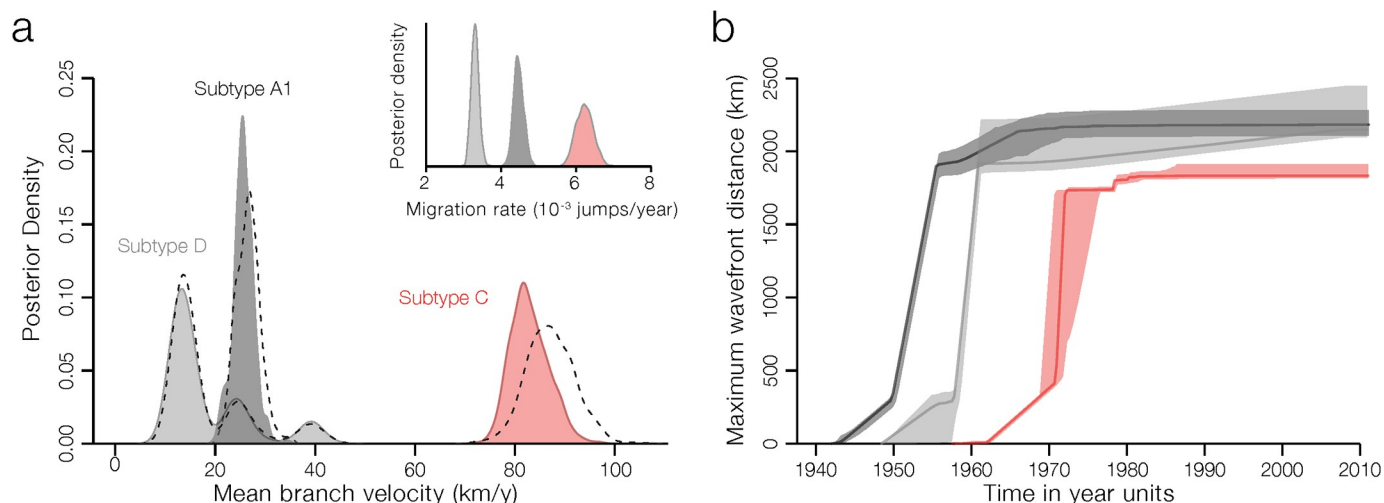 a
Posterior Density
0.25
0.20
0.15
0.10
0.05
0.00
Subtype A1
Subtype D
Subtype C
0
20
40
60
80
100
Mean branch velocity (km/y)
Posterior density
2
4
6
8
Migration rate (10⁻³ jumps/year)
b
Maximum wavefront distance (km)
2500
2000
1500
1000
500
0
1940
1950
1960
1970
1980
1990
2000
2010
Time in year units